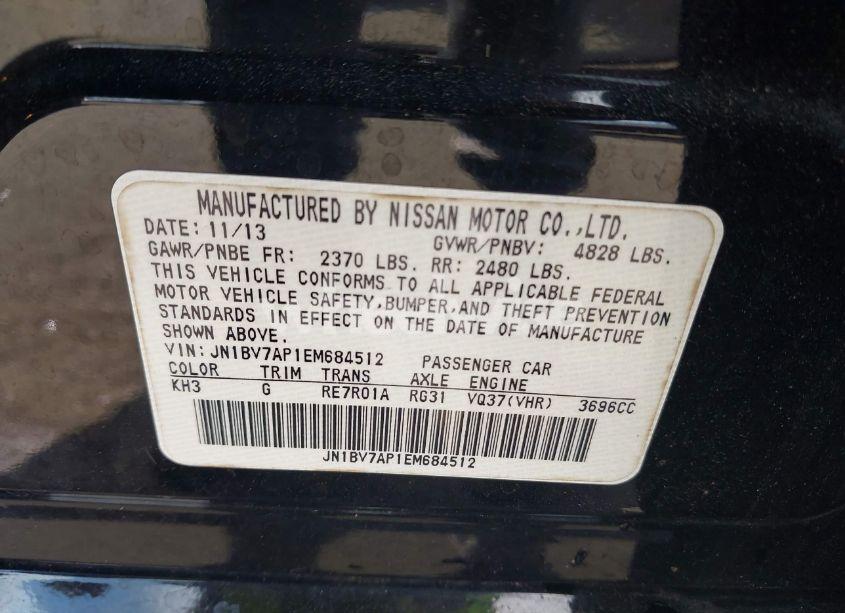 MANUFACTURED BY NISSAN MOTOR CO.,LTD.
DATE: 11/13 GVWR/PNBV: 4828 LBS.
GAWR/PNBE FR: 2370 LBS. RR: 2480 LBS.
THIS VEHICLE CONFORMS TO ALL APPLICABLE FEDERAL
MOTOR VEHICLE SAFETY,BUMPER,AND THEFT PREVENTION
STANDARDS IN EFFECT ON THE DATE OF MANUFACTURE
SHOWN ABOVE.
VIN:JN1BV7AP1EM684512 PASSENGER CAR
COLOR TRIM TRANS AXLE ENGINE
KH3 G RE7R01A RG31 VQ37(VHR) 3696CC
JN1BV7AP1EM684512